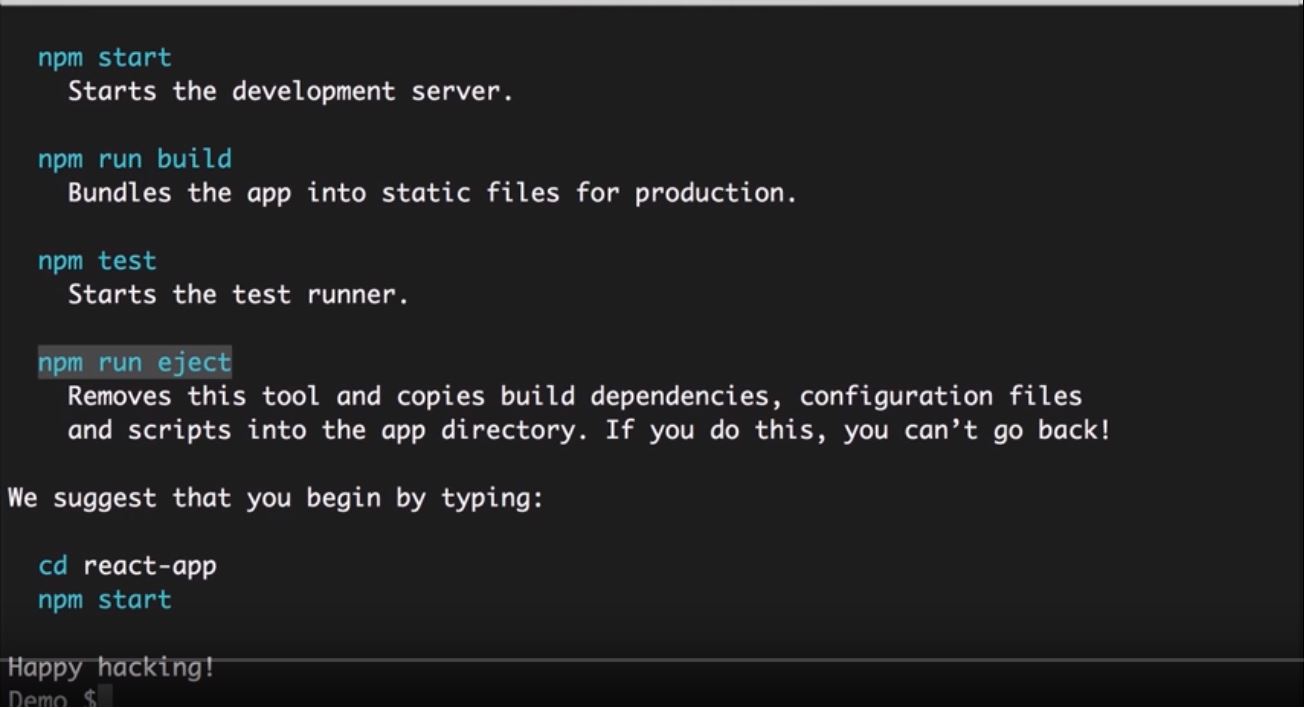 npm start
Starts the development server.
npm run build
Bundles the app into static files for production.
npm test
Starts the test runner.
npm run eject
Removes this tool and copies build dependencies, configuration files
and scripts into the app directory. If you do this, you can’t go back!
We suggest that you begin by typing:
cd react-app
npm start
Happy hacking!
Demo $